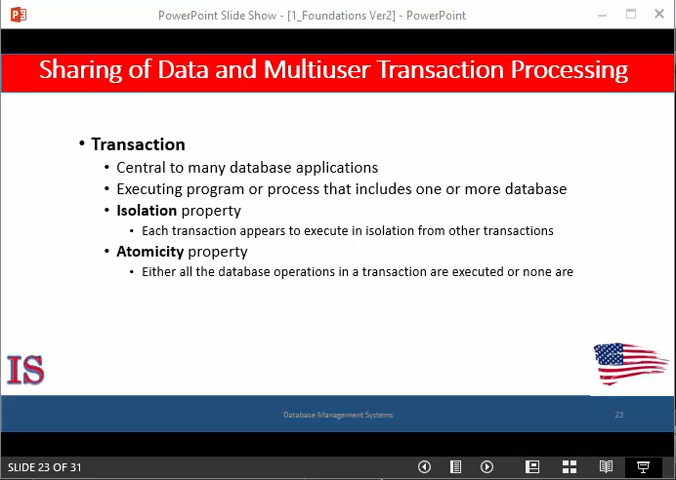 PowerPoint Slide Show - [1_Foundations Ver2] - PowerPoint
Sharing of Data and Multiuser Transaction Processing
• Transaction
• Central to many database applications
• Executing program or process that includes one or more database
• Isolation property
• Each transaction appears to execute in isolation from other transactions
• Atomicity property
• Either all the database operations in a transaction are executed or none are
IS
Database Management Systems
23
SLIDE 23 OF 31